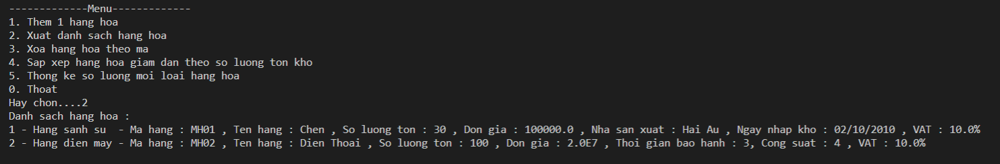 -------------Menu-------------
1. Them 1 hang hoa
2. Xuat danh sach hang hoa
3. Xoa hang hoa theo ma
4. Sap xep hang hoa giam dan theo so luong ton kho
5. Thong ke so luong moi loai hang hoa
0. Thoat
Hay chon....2
Danh sach hang hoa :
1 - Hang sanh su  - Ma hang : MH01 , Ten hang : Chen , So luong ton : 30 , Don gia : 100000.0 , Nha san xuat : Hai Au , Ngay nhap kho : 02/10/2010 , VAT : 10.0%
2 - Hang dien may - Ma hang : MH02 , Ten hang : Dien Thoai , So luong ton : 100 , Don gia : 2.0E7 , Thoi gian bao hanh : 3, Cong suat : 4 , VAT : 10.0%